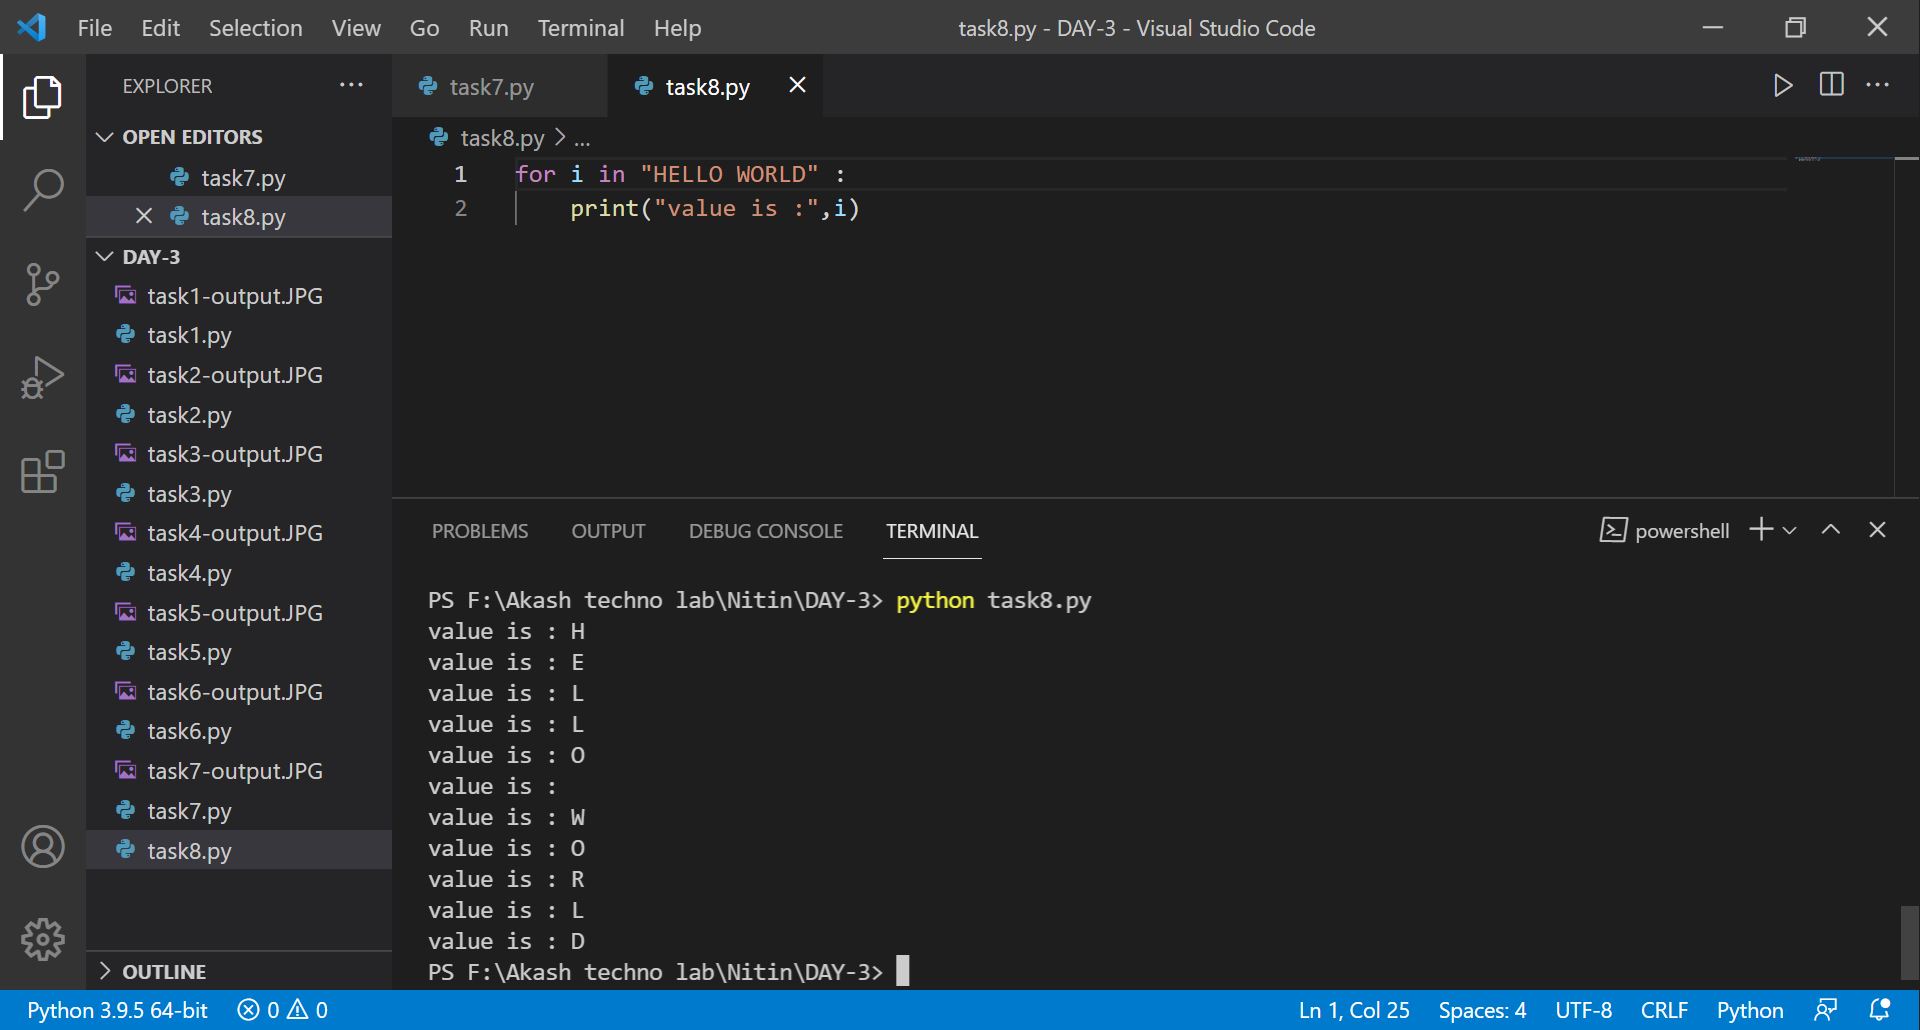 File Edit Selection View Go Run Terminal Help task8.py - DAY-3 - Visual Studio Code
EXPLORER
OPEN EDITORS
task7.py
task8.py
DAY-3
task1-output.JPG
task1.py
task2-output.JPG
task2.py
task3-output.JPG
task3.py
task4-output.JPG
task4.py
task5-output.JPG
task5.py
task6-output.JPG
task6.py
task7-output.JPG
task7.py
task8.py
OUTLINE
task7.py task8.py
task8.py > ...
1 for i in "HELLO WORLD" :
2     print("value is :",i)
PROBLEMS OUTPUT DEBUG CONSOLE TERMINAL powershell
PS F:\Akash techno lab\Nitin\DAY-3> python task8.py
value is : H
value is : E
value is : L
value is : L
value is : O
value is :
value is : W
value is : O
value is : R
value is : L
value is : D
PS F:\Akash techno lab\Nitin\DAY-3>
Python 3.9.5 64-bit 0 0 Ln 1, Col 25 Spaces: 4 UTF-8 CRLF Python